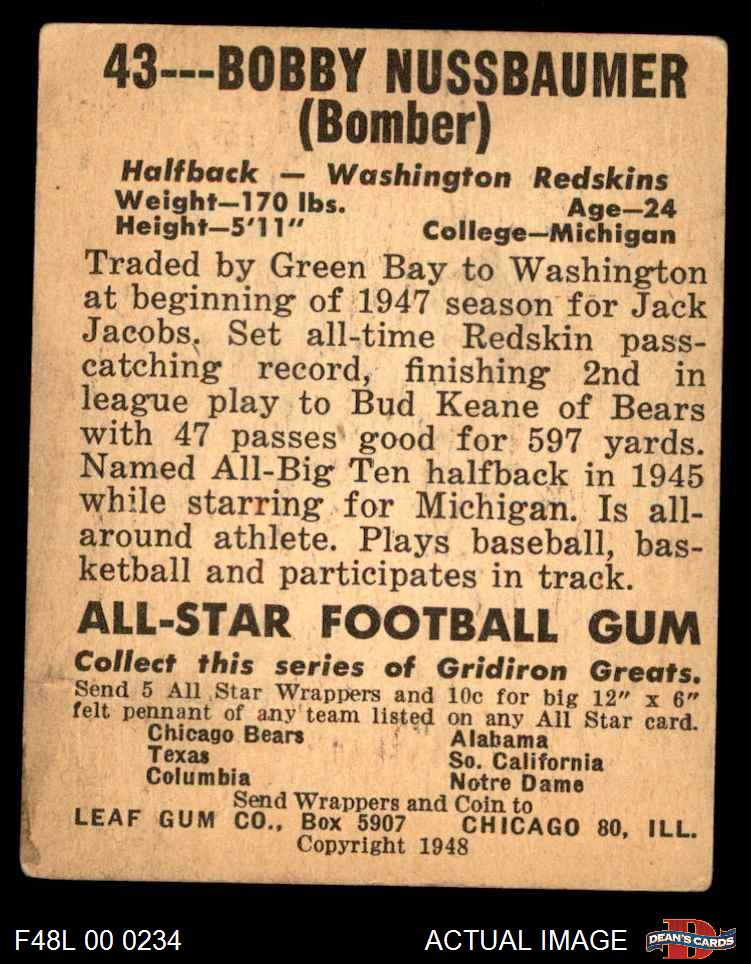 43---BOBBY NUSSBAUMER
(Bomber)
Halfback — Washington Redskins
Weight—170 lbs. Age—24
Height—5'11" College—Michigan
Traded by Green Bay to Washington
at beginning of 1947 season for Jack
Jacobs. Set all-time Redskin pass-
catching record, finishing 2nd in
league play to Bud Keane of Bears
with 47 passes good for 597 yards.
Named All-Big Ten halfback in 1945
while starring for Michigan. Is all-
around athlete. Plays baseball, bas-
ketball and participates in track.
ALL-STAR FOOTBALL GUM
Collect this series of Gridiron Greats.
Send 5 All Star Wrappers and 10c for big 12" x 6"
felt pennant of any team listed on any All Star card.
Chicago Bears Alabama
Texas So. California
Columbia Notre Dame
Send Wrappers and Coin to
LEAF GUM CO., Box 5907 CHICAGO 80, ILL.
Copyright 1948
F48L 00 0234 ACTUAL IMAGE D DEAN'S CARDS